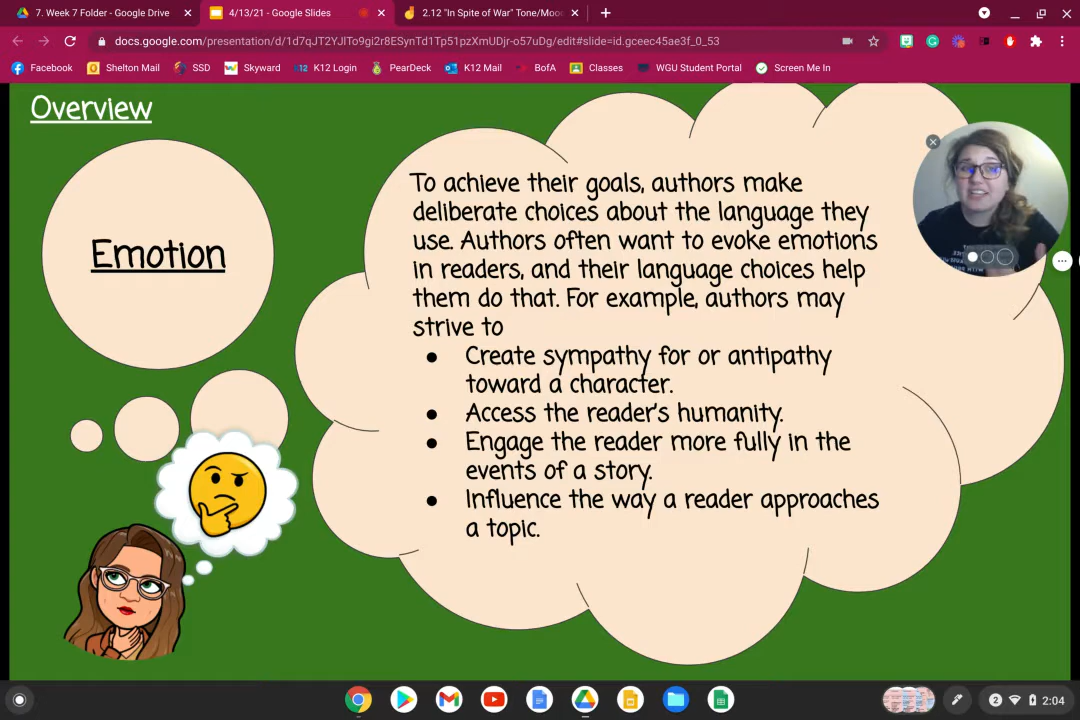 7. Week 7 Folder - Google Drive
4/13/21 - Google Slides
2.12 "In Spite of War" Tone/Moo
docs.google.com/presentation/d/1d7qJT2YJlTo9gi2r8ESynTd1Tp51pzXmUDjr-o57uDg/edit#slide=id.gceec45ae3f_0_53
Facebook
Shelton Mail
SSD
Skyward
K12 Login
PearDeck
K12 Mail
BofA
Classes
WGU Student Portal
Screen Me In
Overview
Emotion
To achieve their goals, authors make
deliberate choices about the language they
use. Authors often want to evoke emotions
in readers, and their language choices help
them do that. For example, authors may
strive to
● Create sympathy for or antipathy
toward a character.
● Access the reader's humanity.
● Engage the reader more fully in the
events of a story.
● Influence the way a reader approaches
a topic.
2
2:04